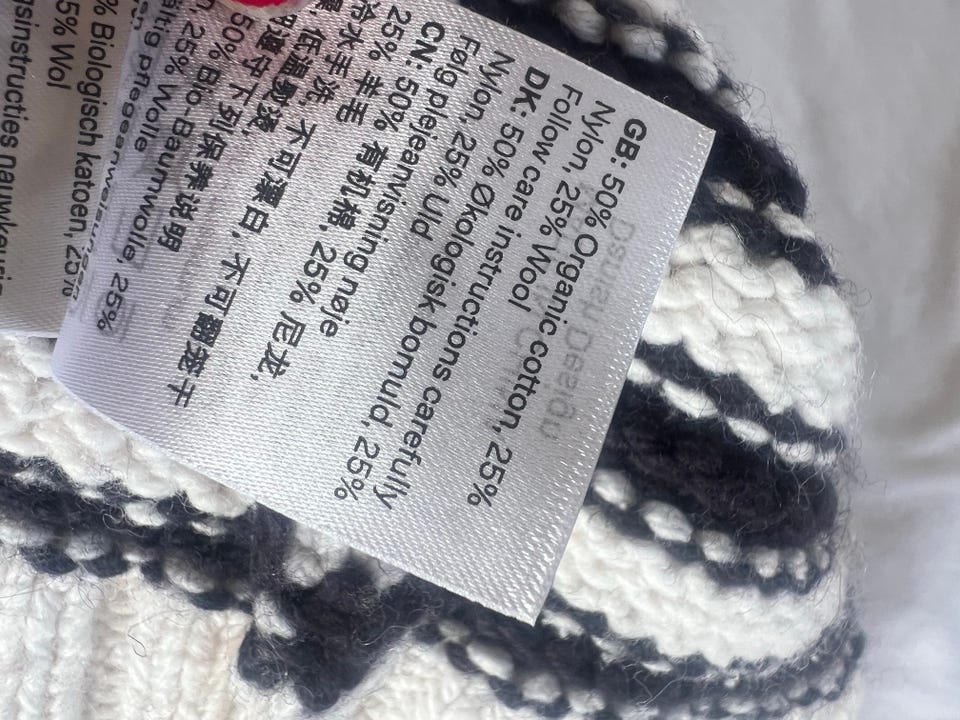 GB: 50% Organic cotton, 25%
Nylon, 25% Wool
Follow care instructions carefully
DK: 50% Økologisk bomuld, 25%
Nylon, 25% Uld
Følg plejeanvisning nøje
CN: 50% 有机棉, 25% 尼龙,
25% 羊毛
冷水手洗, 不可漂白, 不可翻笼干
低温熨烫,
遵守下列保养说明
50% Bio-Baumwolle, 25%
25% Wolle
% Biologisch katoen, 25%
5% Wol